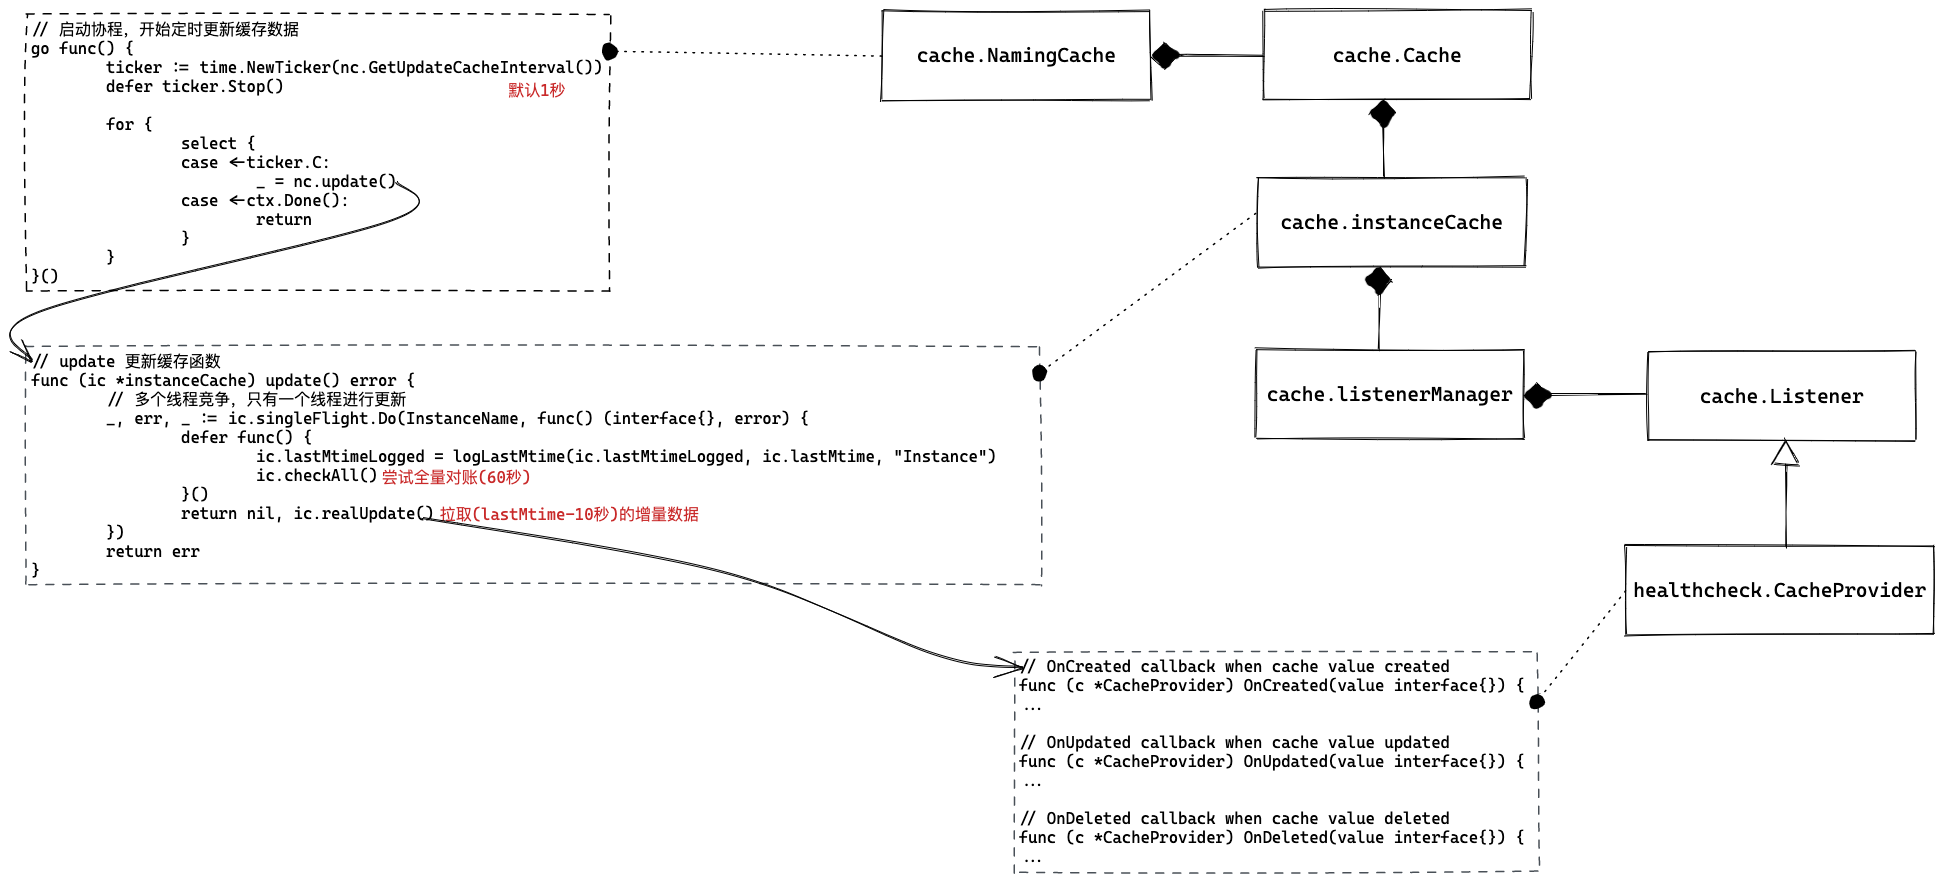 // 启动协程，开始定时更新缓存数据
go func() {
ticker := time.NewTicker(nc.GetUpdateCacheInterval())
defer ticker.Stop()
默认1秒
for {
select {
case <-ticker.C:
_ = nc.update()
case <-ctx.Done():
return
}
}
}()
cache.NamingCache
cache.Cache
cache.instanceCache
cache.listenerManager
cache.Listener
healthcheck.CacheProvider
// update 更新缓存函数
func (ic *instanceCache) update() error {
// 多个线程竞争，只有一个线程进行更新
_, err, _ := ic.singleFlight.Do(InstanceName, func() (interface{}, error) {
defer func() {
ic.lastMtimeLogged = logLastMtime(ic.lastMtimeLogged, ic.lastMtime, "Instance")
ic.checkAll() 尝试全量对账(60秒)
}()
return nil, ic.realUpdate() 拉取(lastMtime-10秒)的增量数据
})
return err
}
// OnCreated callback when cache value created
func (c *CacheProvider) OnCreated(value interface{}) {
...
// OnUpdated callback when cache value updated
func (c *CacheProvider) OnUpdated(value interface{}) {
...
// OnDeleted callback when cache value deleted
func (c *CacheProvider) OnDeleted(value interface{}) {
...